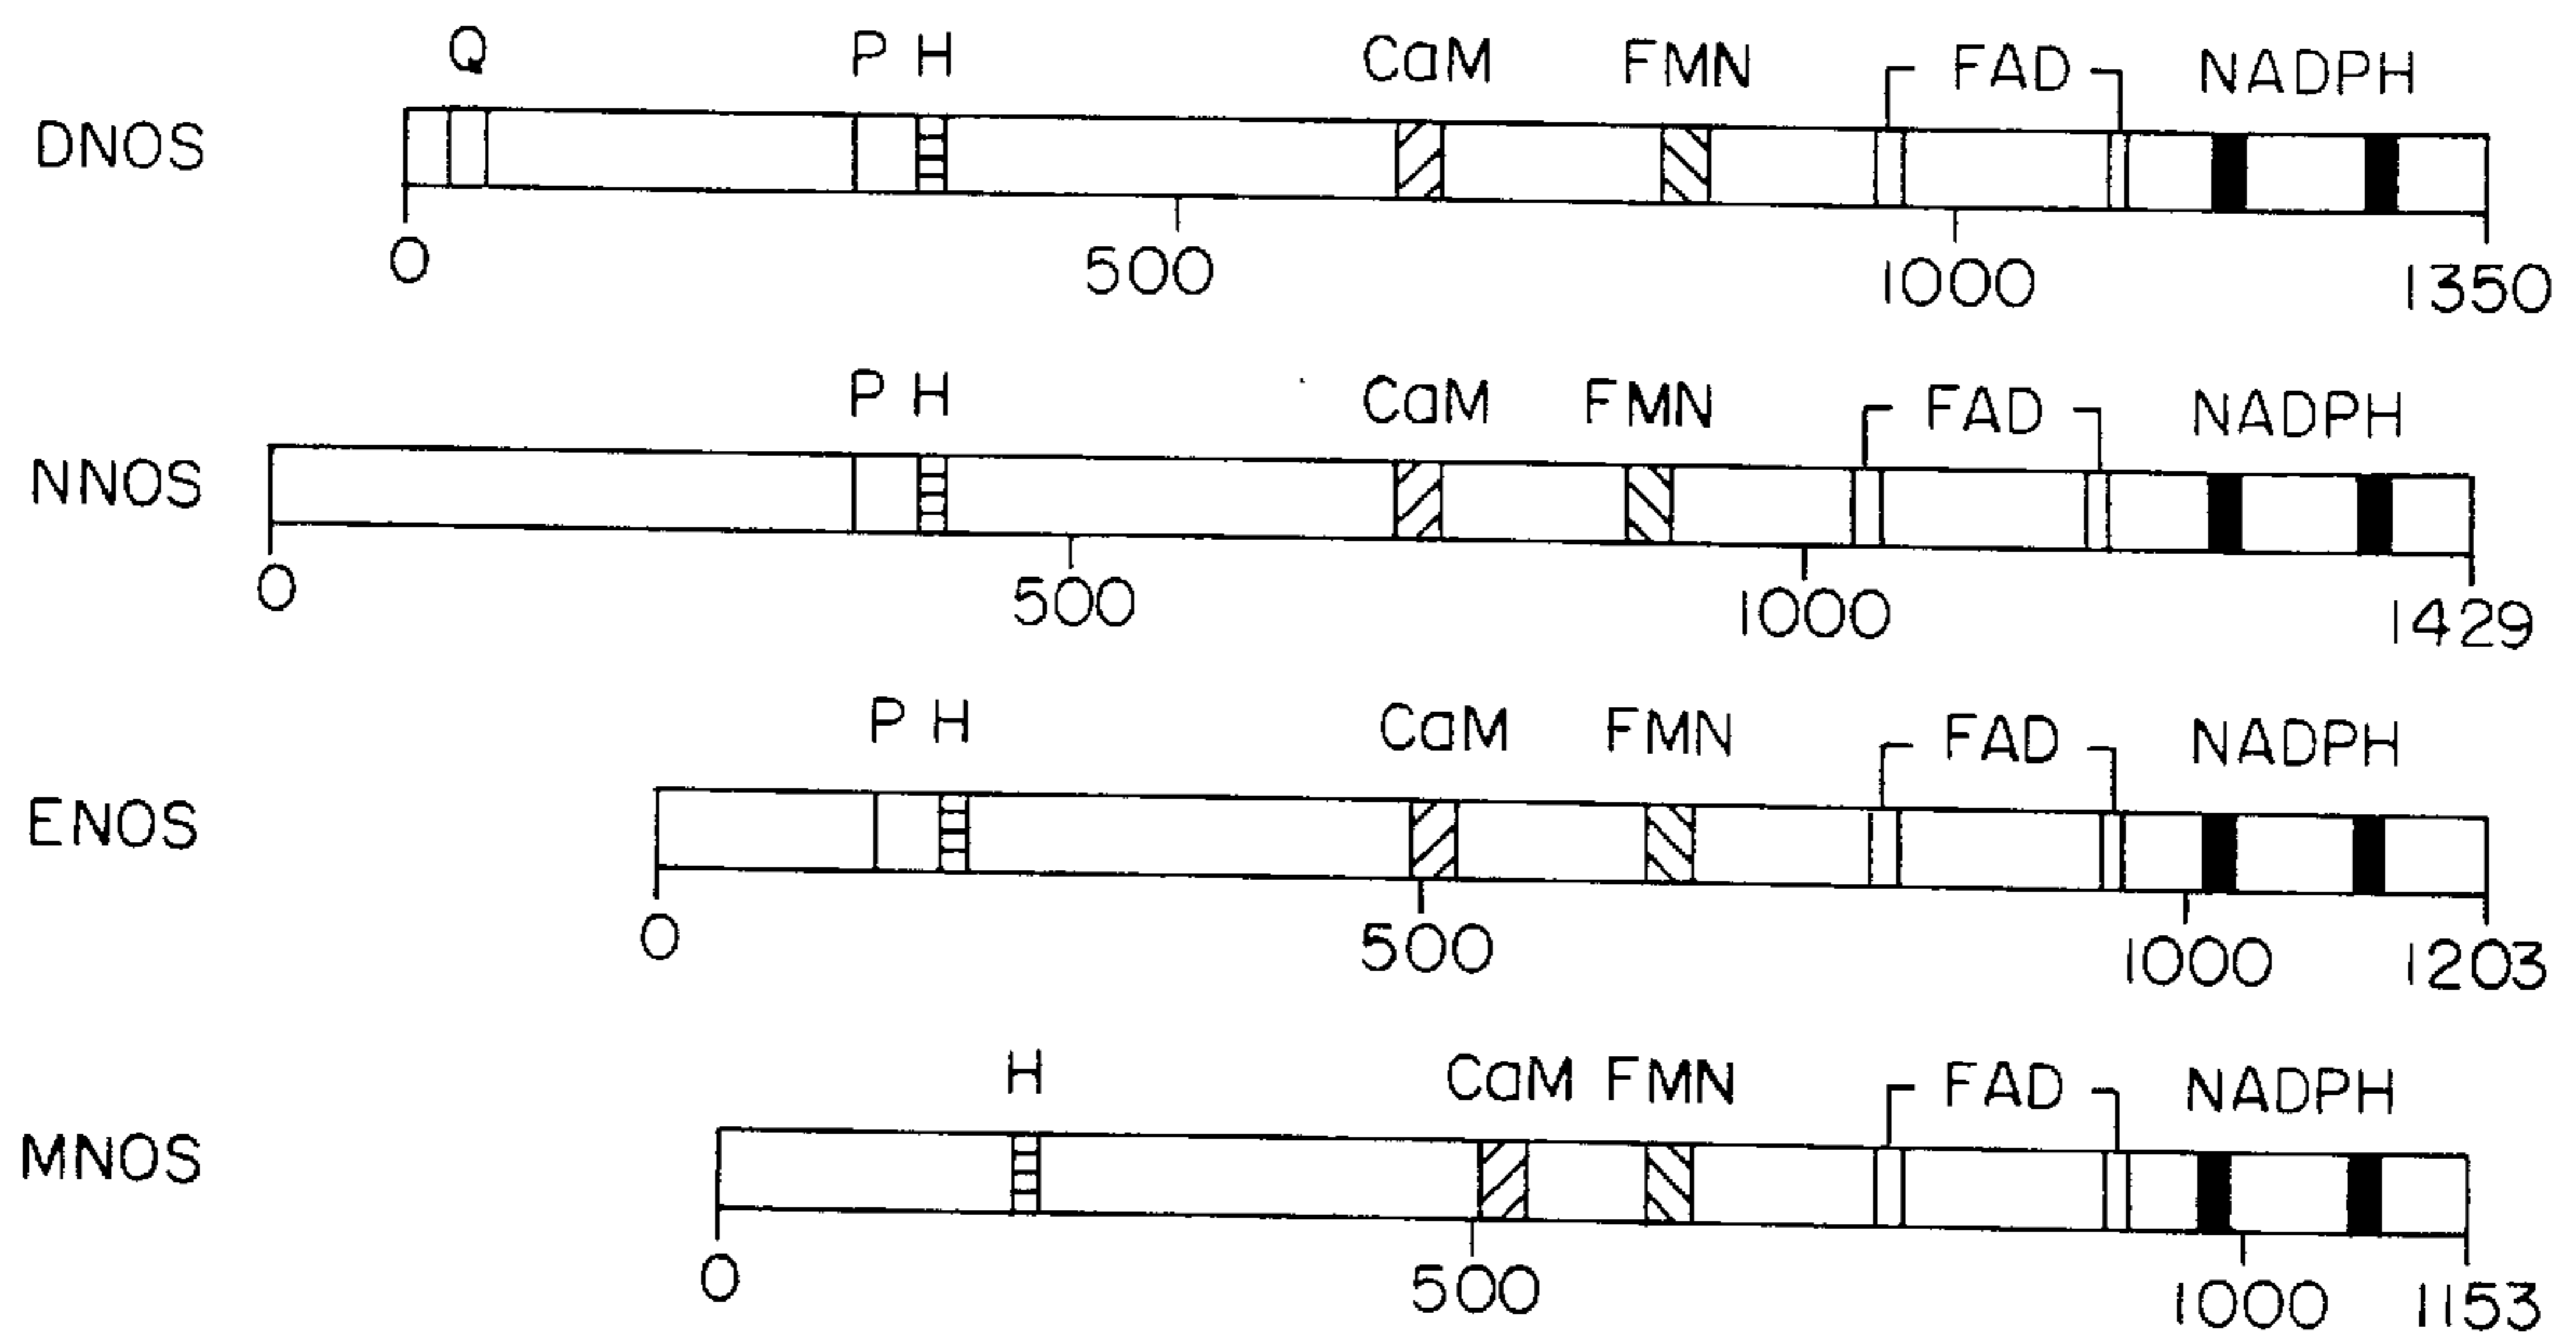 Q P H CaM FMN FAD NADPH
DNOS
0 500 1000 1350
P H CaM FMN FAD NADPH
NNOS
0 500 1000 1429
P H CaM FMN FAD NADPH
ENOS
0 500 1000 1203
H CaM FMN FAD NADPH
MNOS
0 500 1000 1153